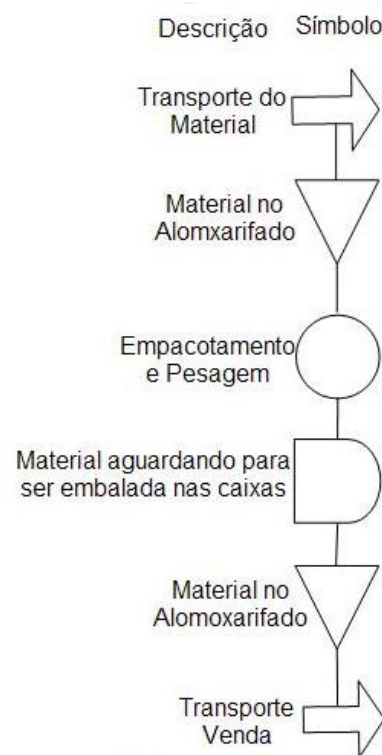 Descrição Símbolo
Transporte do
Material
Material no
Alomxarifado
Empacotamento
e Pesagem
Material aguardando para
ser embalada nas caixas
Material no
Alomoxarifado
Transporte
Venda